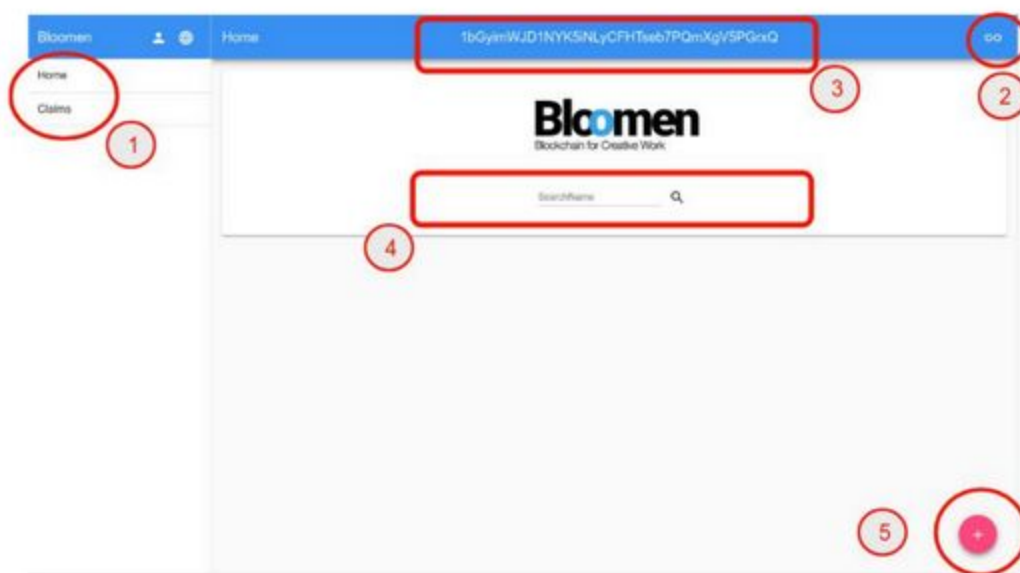 Bloomen
Home
1bGyimWJD1NYK5iNLyCFHTseb7PQmXgV5PGrxQ
Home
Claims
1
2
3
Bloomen
Blockchain for Creative Work
SearchName
4
5